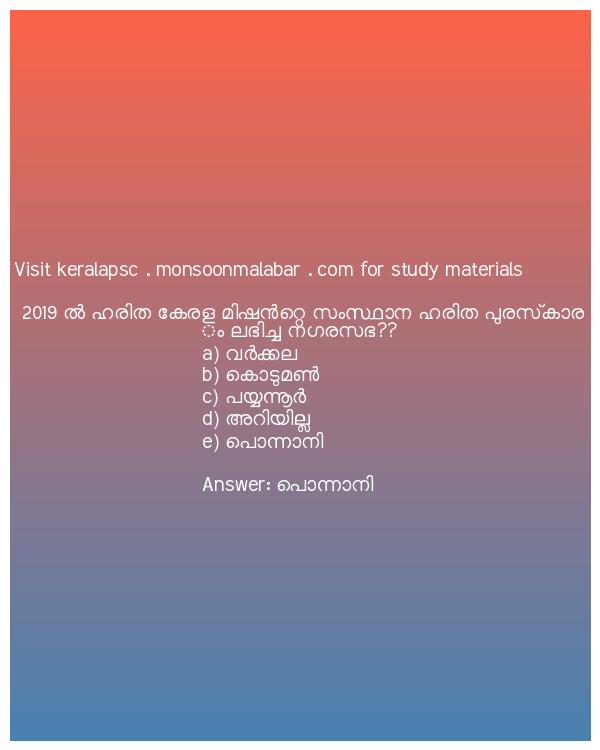 Visit keralapsc . monsoonmalabar . com for study materials
2019 ൽ ഹരിത കേരള മിഷൻറ്റെ സംസ്ഥാന ഹരിത പുരസ്കാര
ം ലഭിച്ച നഗരസഭ??
a) വർക്കല
b) കൊടുമൺ
c) പയ്യന്നൂർ
d) അറിയില്ല
e) പൊന്നാനി
Answer: പൊന്നാനി